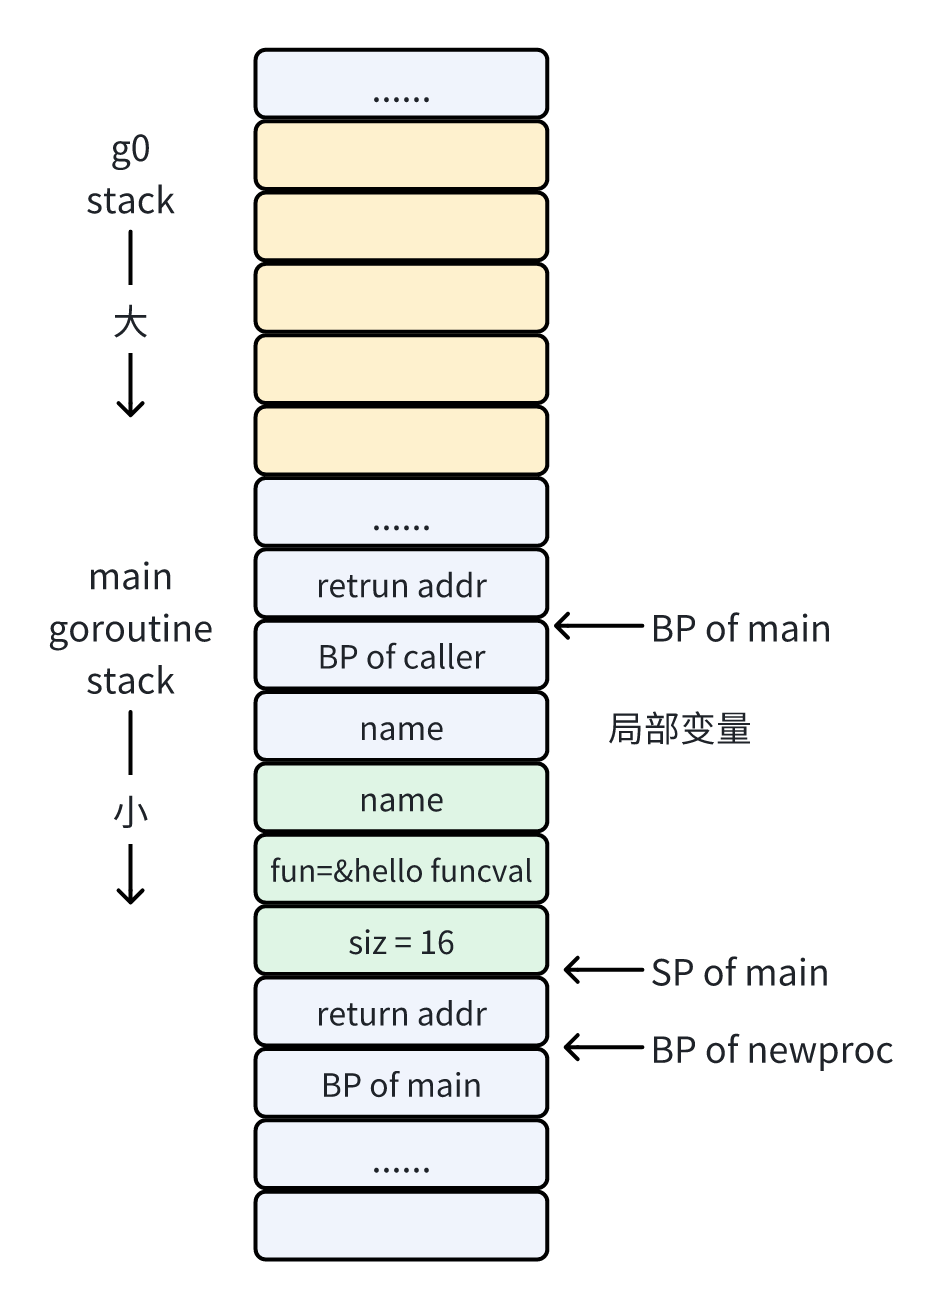 ......
g0
stack
大
......
main
goroutine
stack
小
retrun addr
BP of caller
name
name
fun=&hello funcval
siz = 16
return addr
BP of main
......
BP of main
局部变量
SP of main
BP of newproc